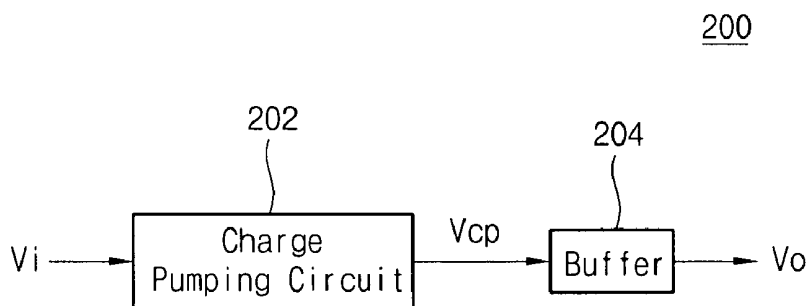 200
202
204
Vi
Charge
Pumping Circuit
Vcp
Buffer
Vo